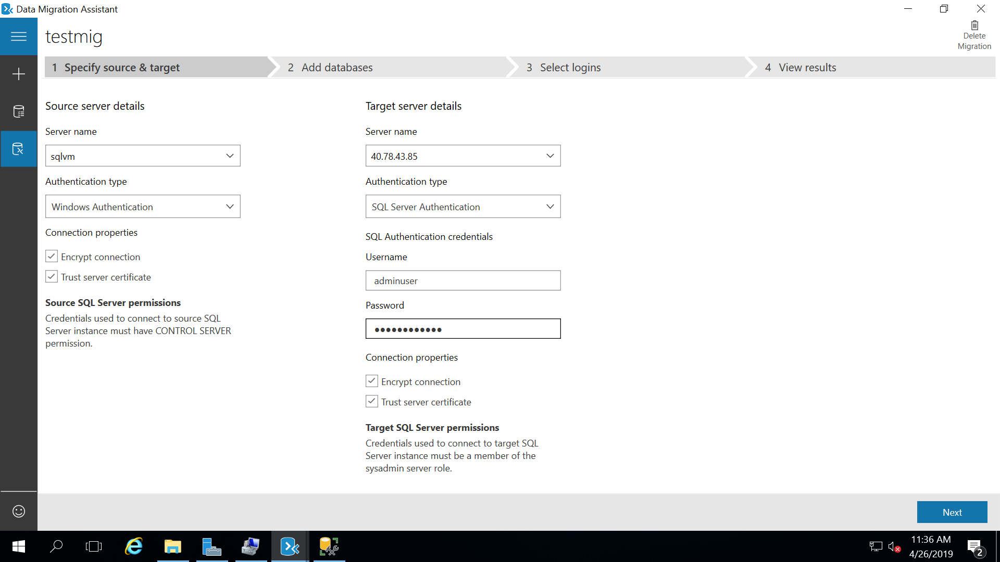 Data Migration Assistant
testmig
Delete
Migration
1 Specify source & target
2 Add databases
3 Select logins
4 View results
Source server details
Server name
sqlvm
Authentication type
Windows Authentication
Connection properties
Encrypt connection
Trust server certificate
Source SQL Server permissions
Credentials used to connect to source SQL
Server instance must have CONTROL SERVER
permission.
Target server details
Server name
40.78.43.85
Authentication type
SQL Server Authentication
SQL Authentication credentials
Username
adminuser
Password
●●●●●●●●●●●●
Connection properties
Encrypt connection
Trust server certificate
Target SQL Server permissions
Credentials used to connect to target SQL
Server instance must be a member of the
sysadmin server role.
Next
11:36 AM
4/26/2019
2